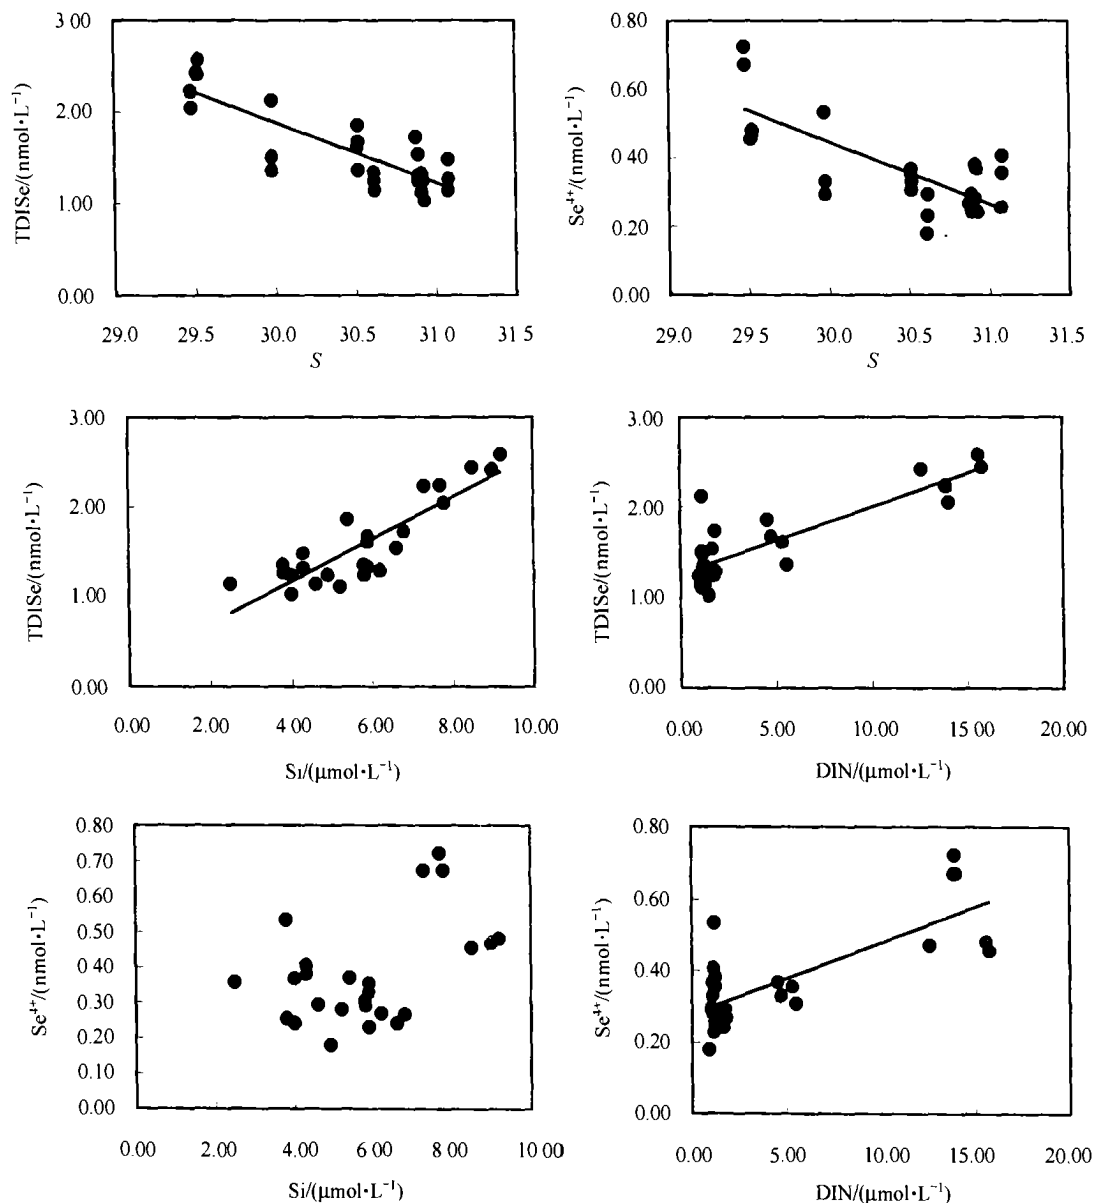 3 00
2.00
1.00
0.00
TDISe/(nmol·L⁻¹)
29.0 29.5 30.0 30.5 31.0 31 5
S
0.80
0.60
0.40
0.20
0.00
Se⁴⁺/(nmol·L⁻¹)
29.0 29 5 30.0 30.5 31.0 31 5
S
3.00
2.00
1.00
0.00
TDISe/(nmol·L⁻¹)
0.00 2.00 4.00 6.00 8.00 10.00
Si/(μmol·L⁻¹)
3.00
2.00
1.00
0.00
TDISe/(nmol·L⁻¹)
0.00 5.00 10.00 15.00 20.00
DIN/(μmol·L⁻¹)
0.80
0.70
0.60
0.50
0.40
0.30
0.20
0.10
0.00
Se⁴⁺/(nmol·L⁻¹)
0.00 2.00 4.00 6.00 8 00 10 00
Si/(μmol·L⁻¹)
0.80
0.60
0.40
0.20
0.00
Se⁴⁺/(nmol·L⁻¹)
0.00 5.00 10.00 15.00 20.00
DIN/(μmol·L⁻¹)